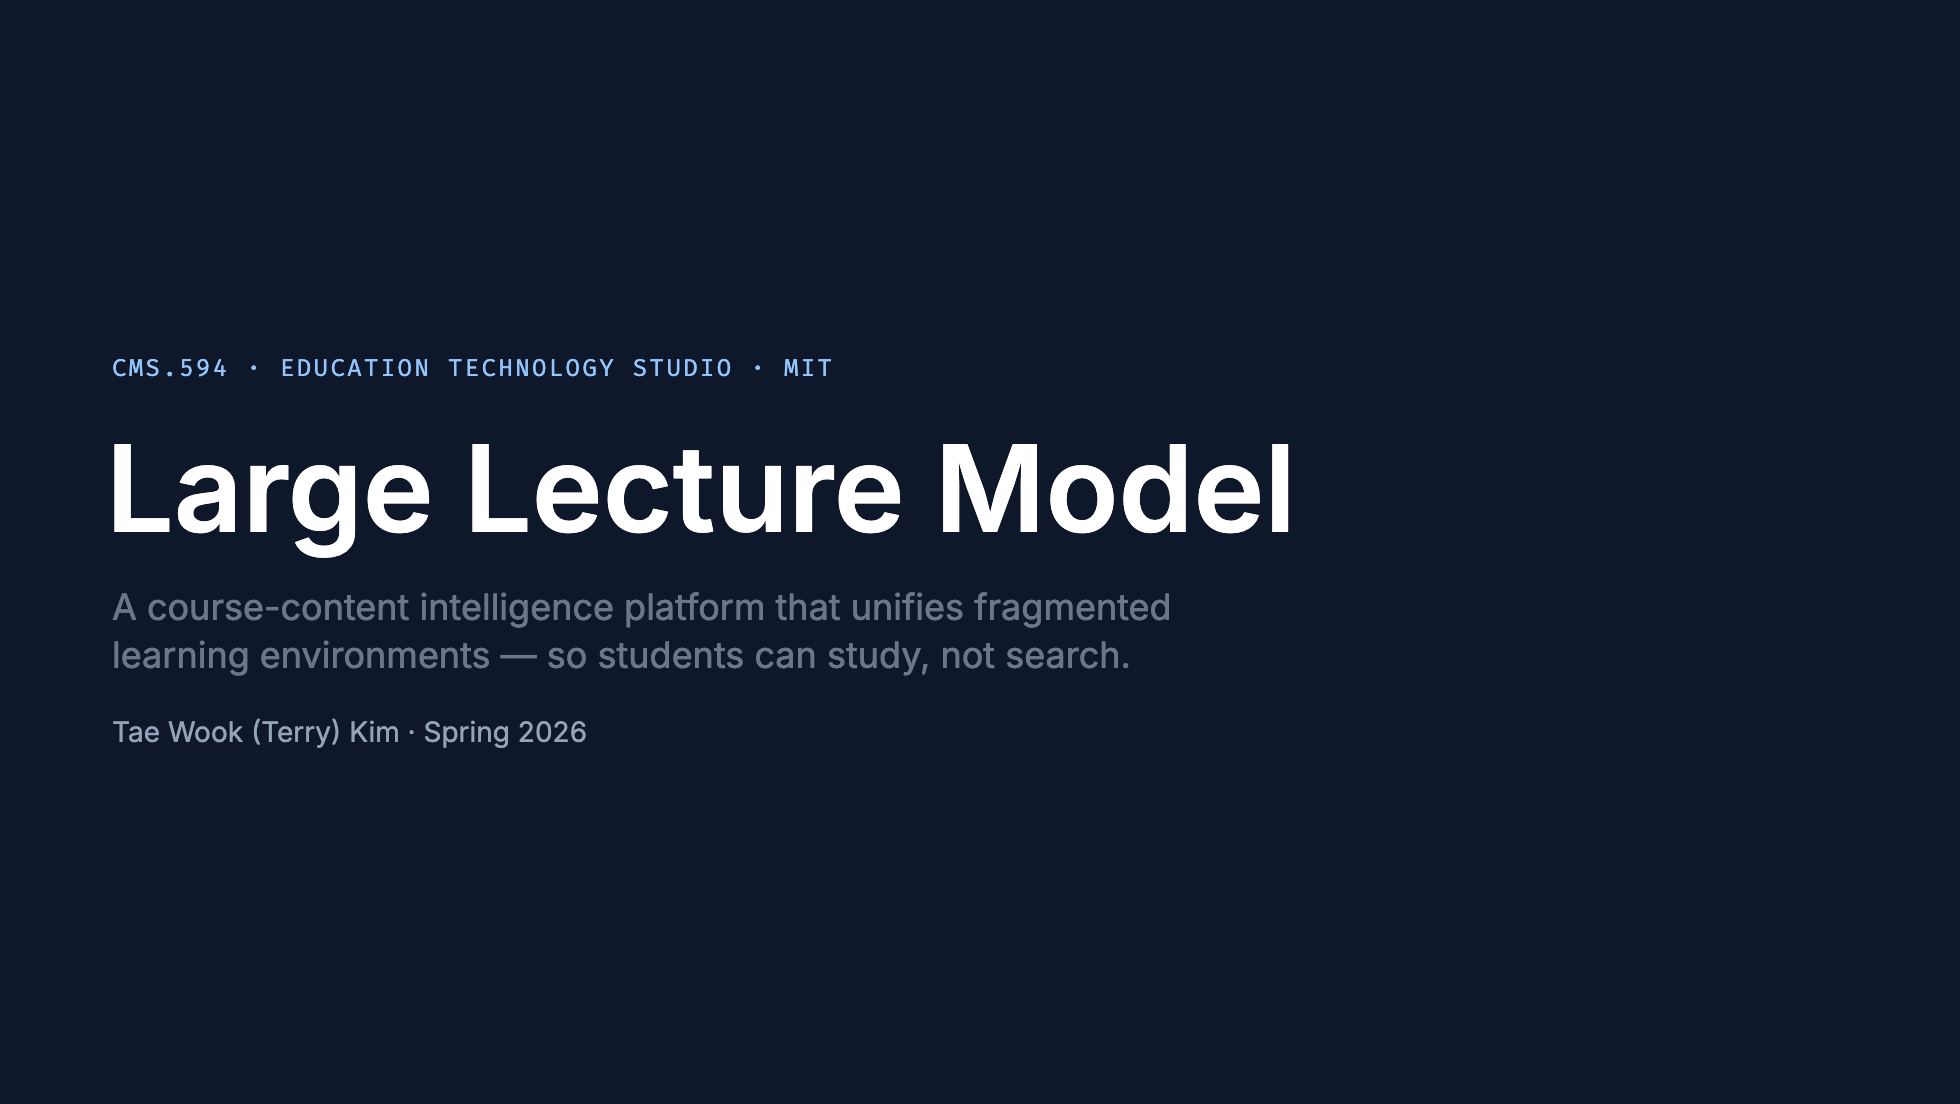 CMS.594 · EDUCATION TECHNOLOGY STUDIO · MIT
Large Lecture Model
A course-content intelligence platform that unifies fragmented
learning environments — so students can study, not search.
Tae Wook (Terry) Kim · Spring 2026